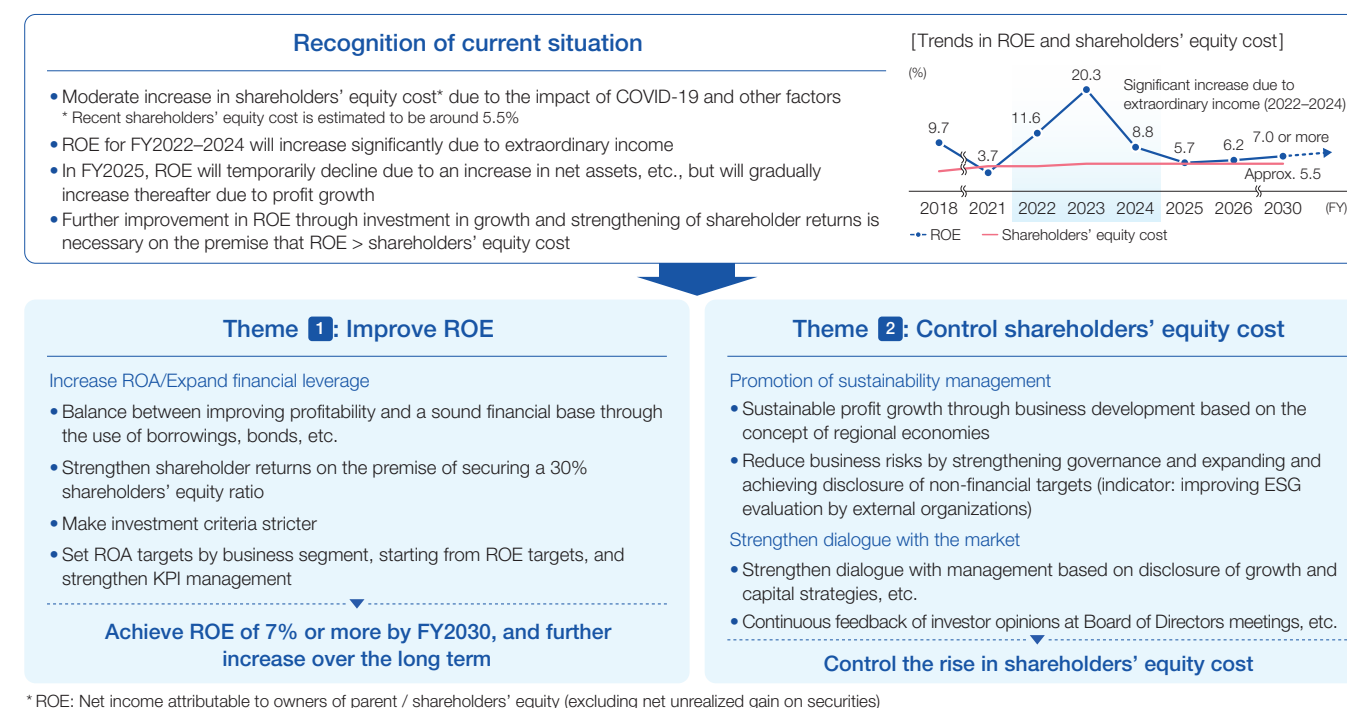 Recognition of current situation
• Moderate increase in shareholders' equity cost* due to the impact of COVID-19 and other factors
* Recent shareholders' equity cost is estimated to be around 5.5%
• ROE for FY2022–2024 will increase significantly due to extraordinary income
• In FY2025, ROE will temporarily decline due to an increase in net assets, etc., but will gradually
increase thereafter due to profit growth
• Further improvement in ROE through investment in growth and strengthening of shareholder returns is
necessary on the premise that ROE > shareholders' equity cost
[Trends in ROE and shareholders' equity cost]
(%)
20.3
Significant increase due to
extraordinary income (2022–2024)
9.7
11.6
3.7
8.8
5.7
6.2
7.0 or more
Approx. 5.5
2018 2021 2022 2023 2024 2025 2026 2030 (FY)
ROE Shareholders' equity cost
Theme 1: Improve ROE
Increase ROA/Expand financial leverage
• Balance between improving profitability and a sound financial base through
the use of borrowings, bonds, etc.
• Strengthen shareholder returns on the premise of securing a 30%
shareholders' equity ratio
• Make investment criteria stricter
• Set ROA targets by business segment, starting from ROE targets, and
strengthen KPI management
Achieve ROE of 7% or more by FY2030, and further
increase over the long term
Theme 2: Control shareholders' equity cost
Promotion of sustainability management
• Sustainable profit growth through business development based on the
concept of regional economies
• Reduce business risks by strengthening governance and expanding and
achieving disclosure of non-financial targets (indicator: improving ESG
evaluation by external organizations)
Strengthen dialogue with the market
• Strengthen dialogue with management based on disclosure of growth and
capital strategies, etc.
• Continuous feedback of investor opinions at Board of Directors meetings, etc.
Control the rise in shareholders' equity cost
* ROE: Net income attributable to owners of parent / shareholders' equity (excluding net unrealized gain on securities)